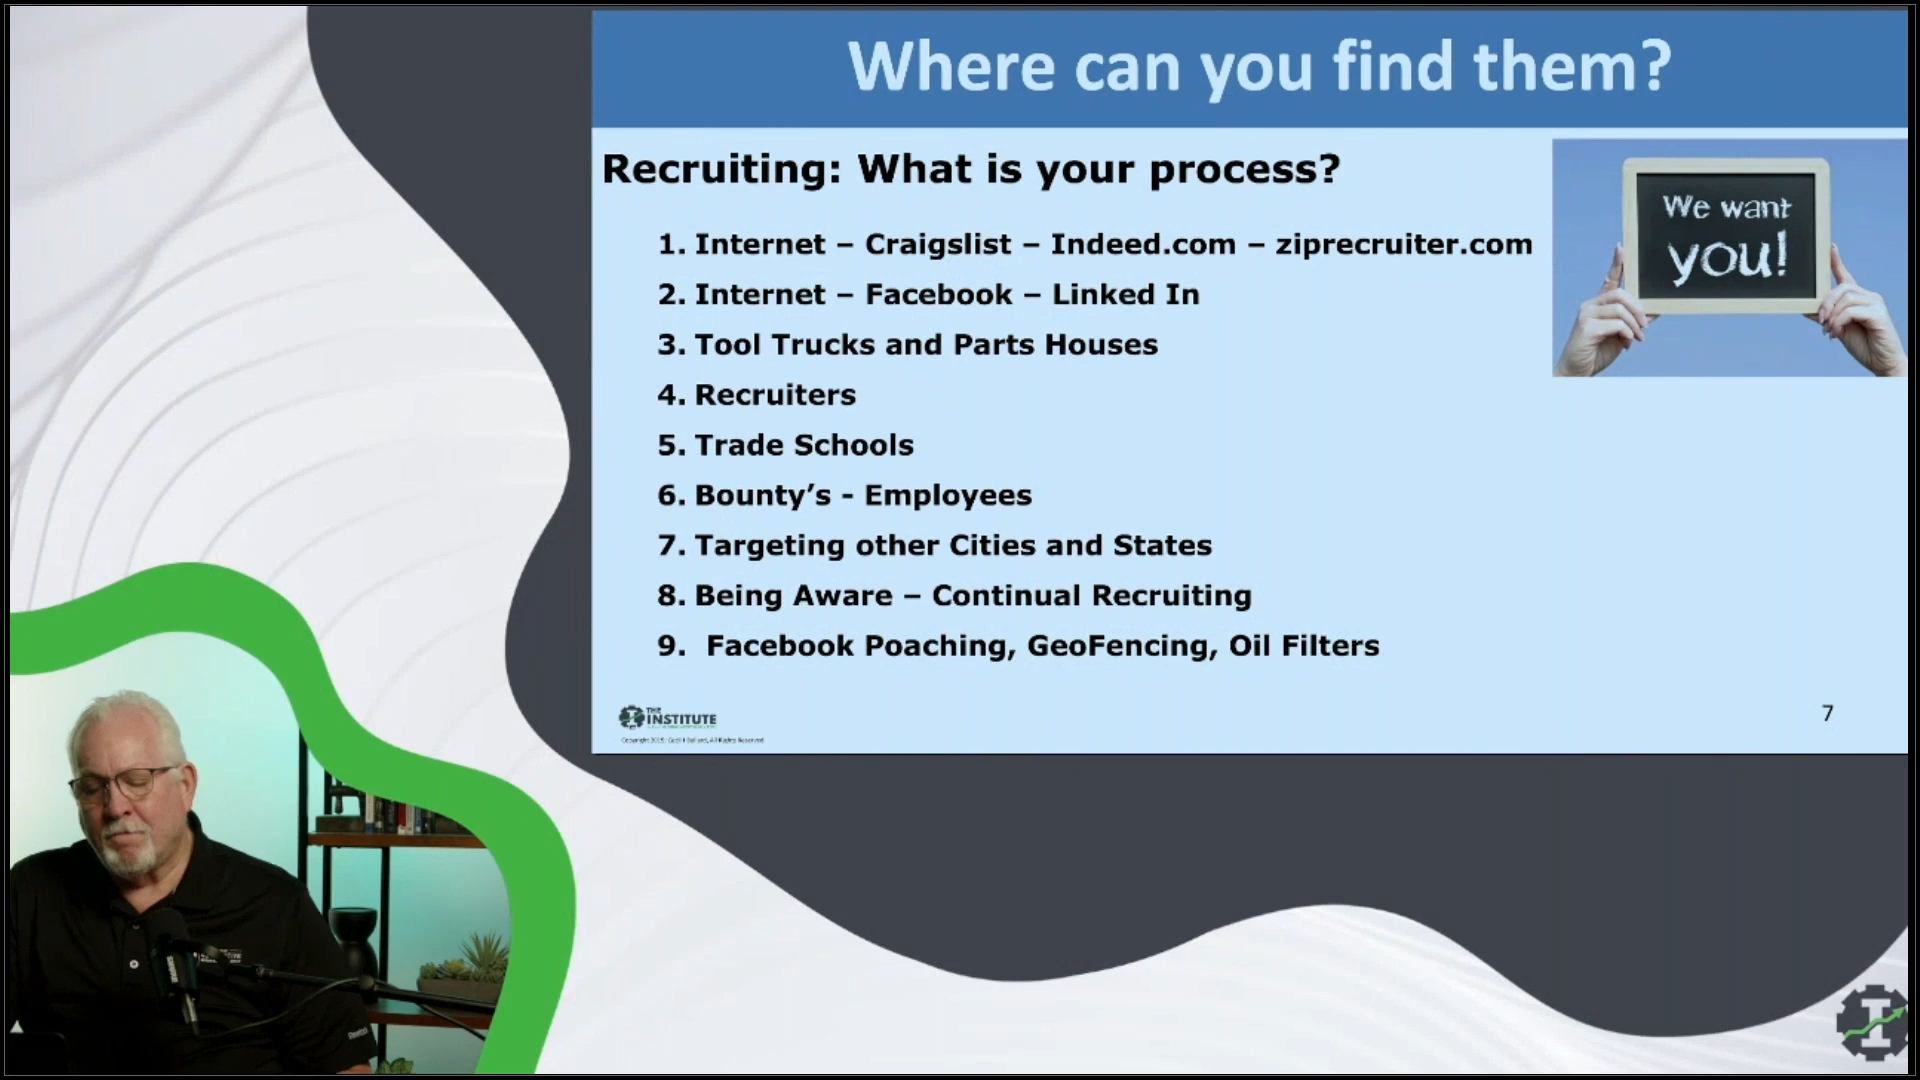 Where can you find them?
Recruiting: What is your process?
We want
you!
1. Internet – Craigslist – Indeed.com – ziprecruiter.com
2. Internet – Facebook – Linked In
3. Tool Trucks and Parts Houses
4. Recruiters
5. Trade Schools
6. Bounty’s - Employees
7. Targeting other Cities and States
8. Being Aware – Continual Recruiting
9. Facebook Poaching, GeoFencing, Oil Filters
THE
INSTITUTE
All Rights Reserved
7